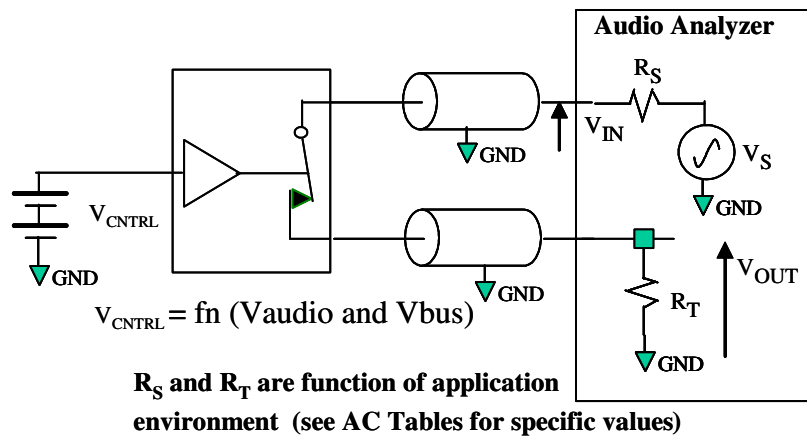 Audio Analyzer
R_S
GND
V_IN
V_S
GND
V_CNTRL
GND
GND
V_OUT
R_T
V_CNTRL = fn (Vaudio and Vbus)
GND
R_S and R_T are function of application
environment (see AC Tables for specific values)